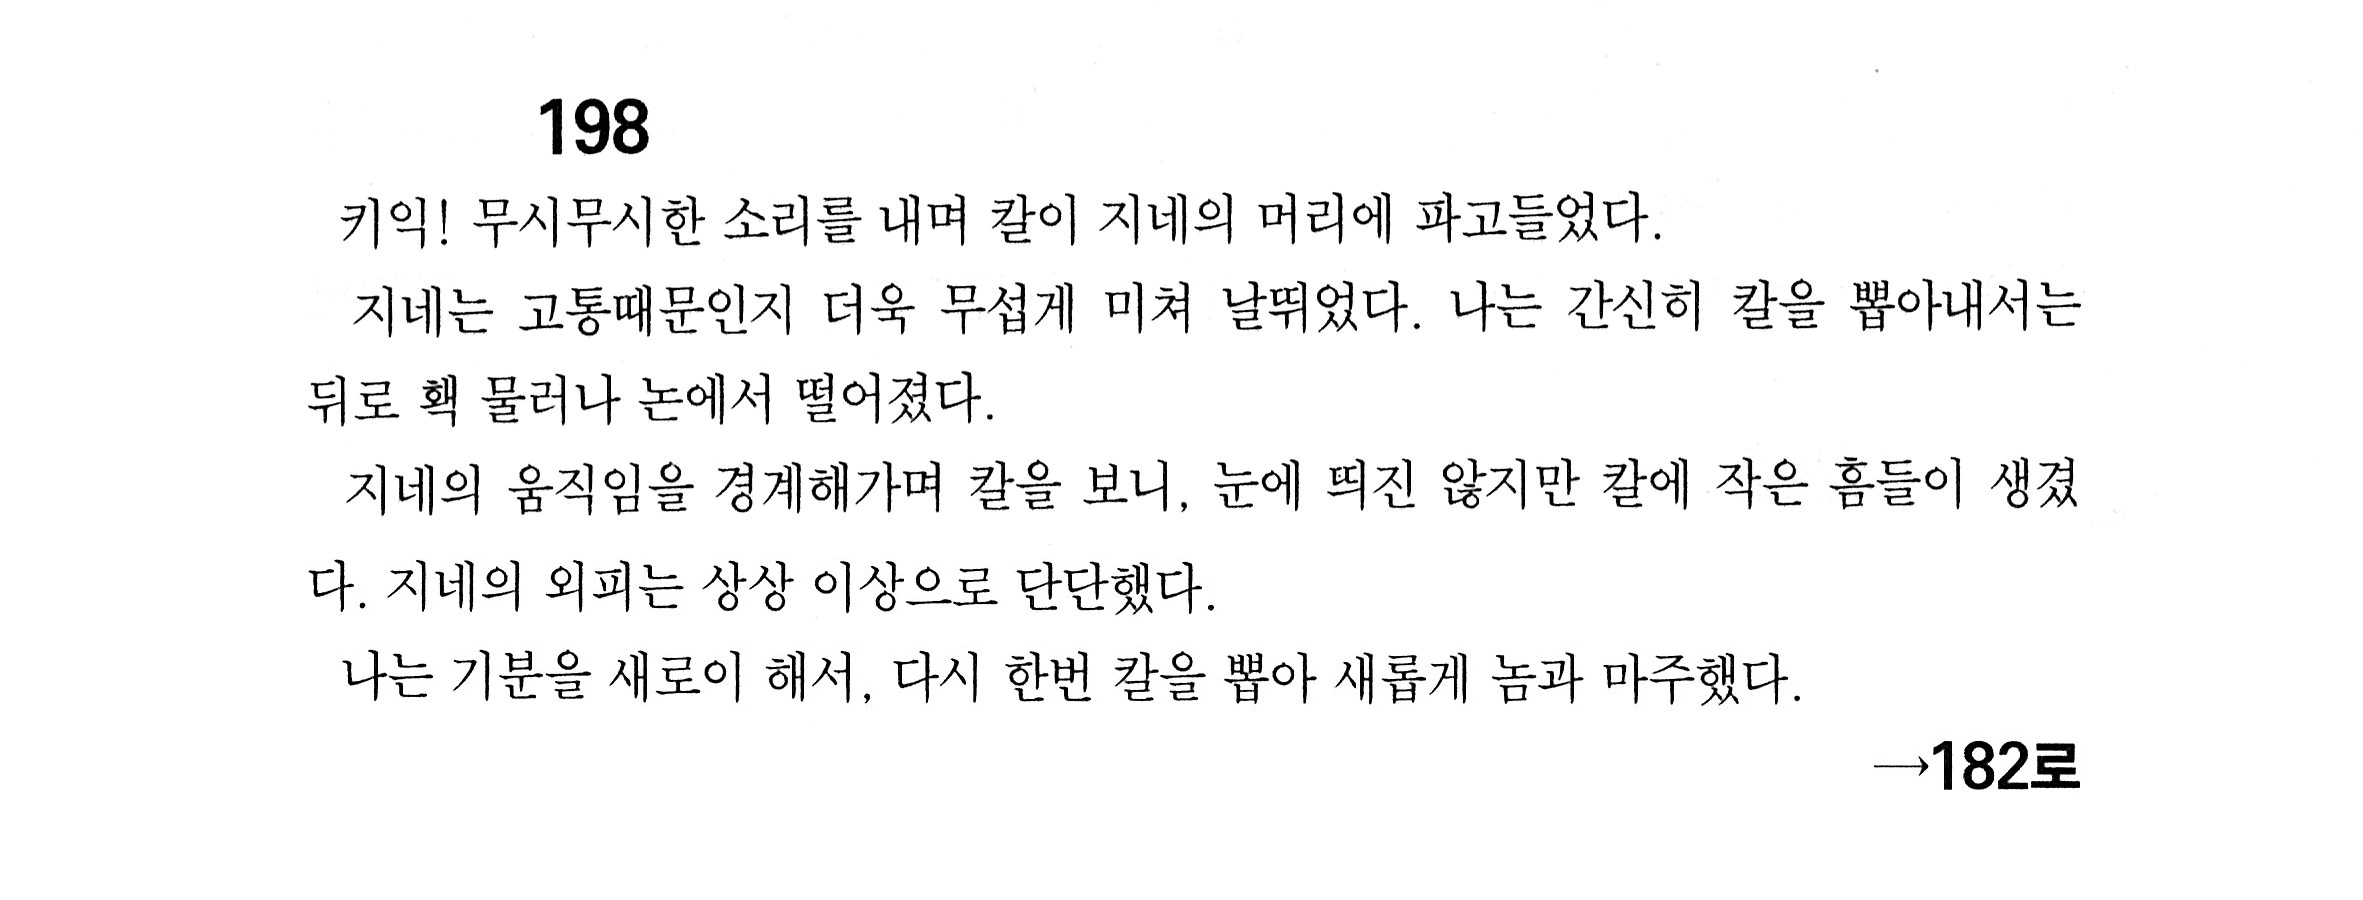 198
키익! 무시무시한 소리를 내며 칼이 지네의 머리에 파고들었다.
지네는 고통때문인지 더욱 무섭게 미쳐 날뛰었다. 나는 간신히 칼을 뽑아내서는
뒤로 홱 물러나 논에서 떨어졌다.
지네의 움직임을 경계해가며 칼을 보니, 눈에 띄진 않지만 칼에 작은 흠들이 생겼
다. 지네의 외피는 상상 이상으로 단단했다.
나는 기분을 새로이 해서, 다시 한번 칼을 뽑아 새롭게 놈과 마주했다.
→182로